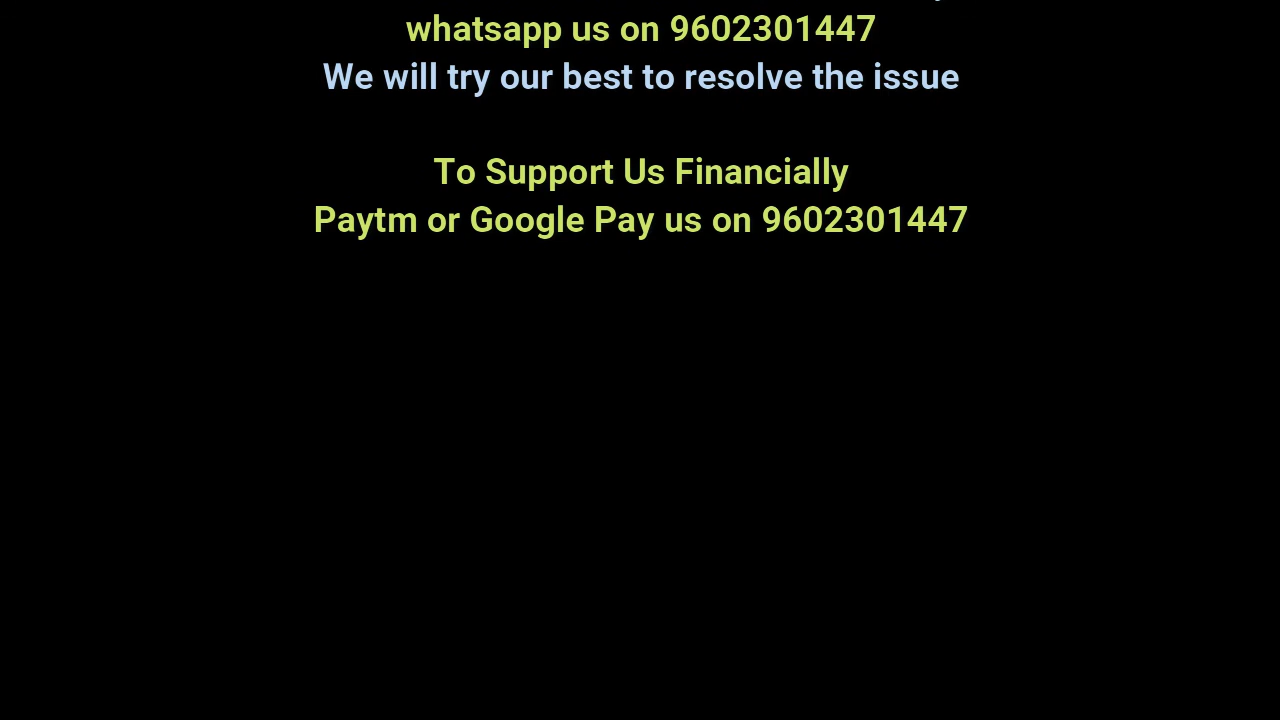 whatsapp us on 9602301447
We will try our best to resolve the issue
To Support Us Financially
Paytm or Google Pay us on 9602301447